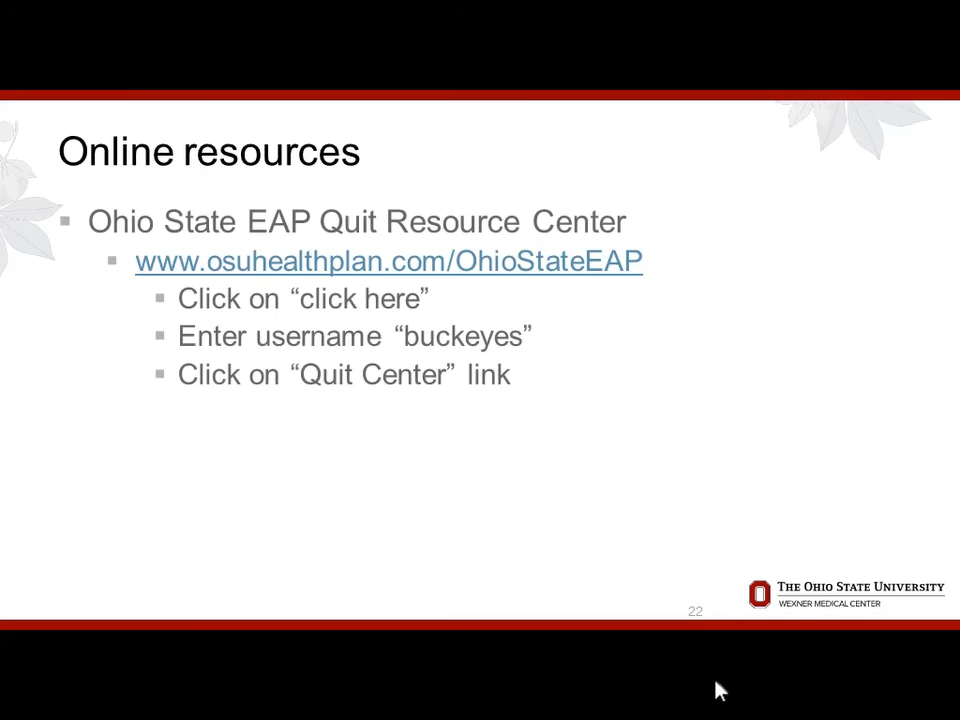 Online resources
Ohio State EAP Quit Resource Center
www.osuhealthplan.com/OhioStateEAP
Click on “click here”
Enter username “buckeyes”
Click on “Quit Center” link
22
THE OHIO STATE UNIVERSITY
WEXNER MEDICAL CENTER